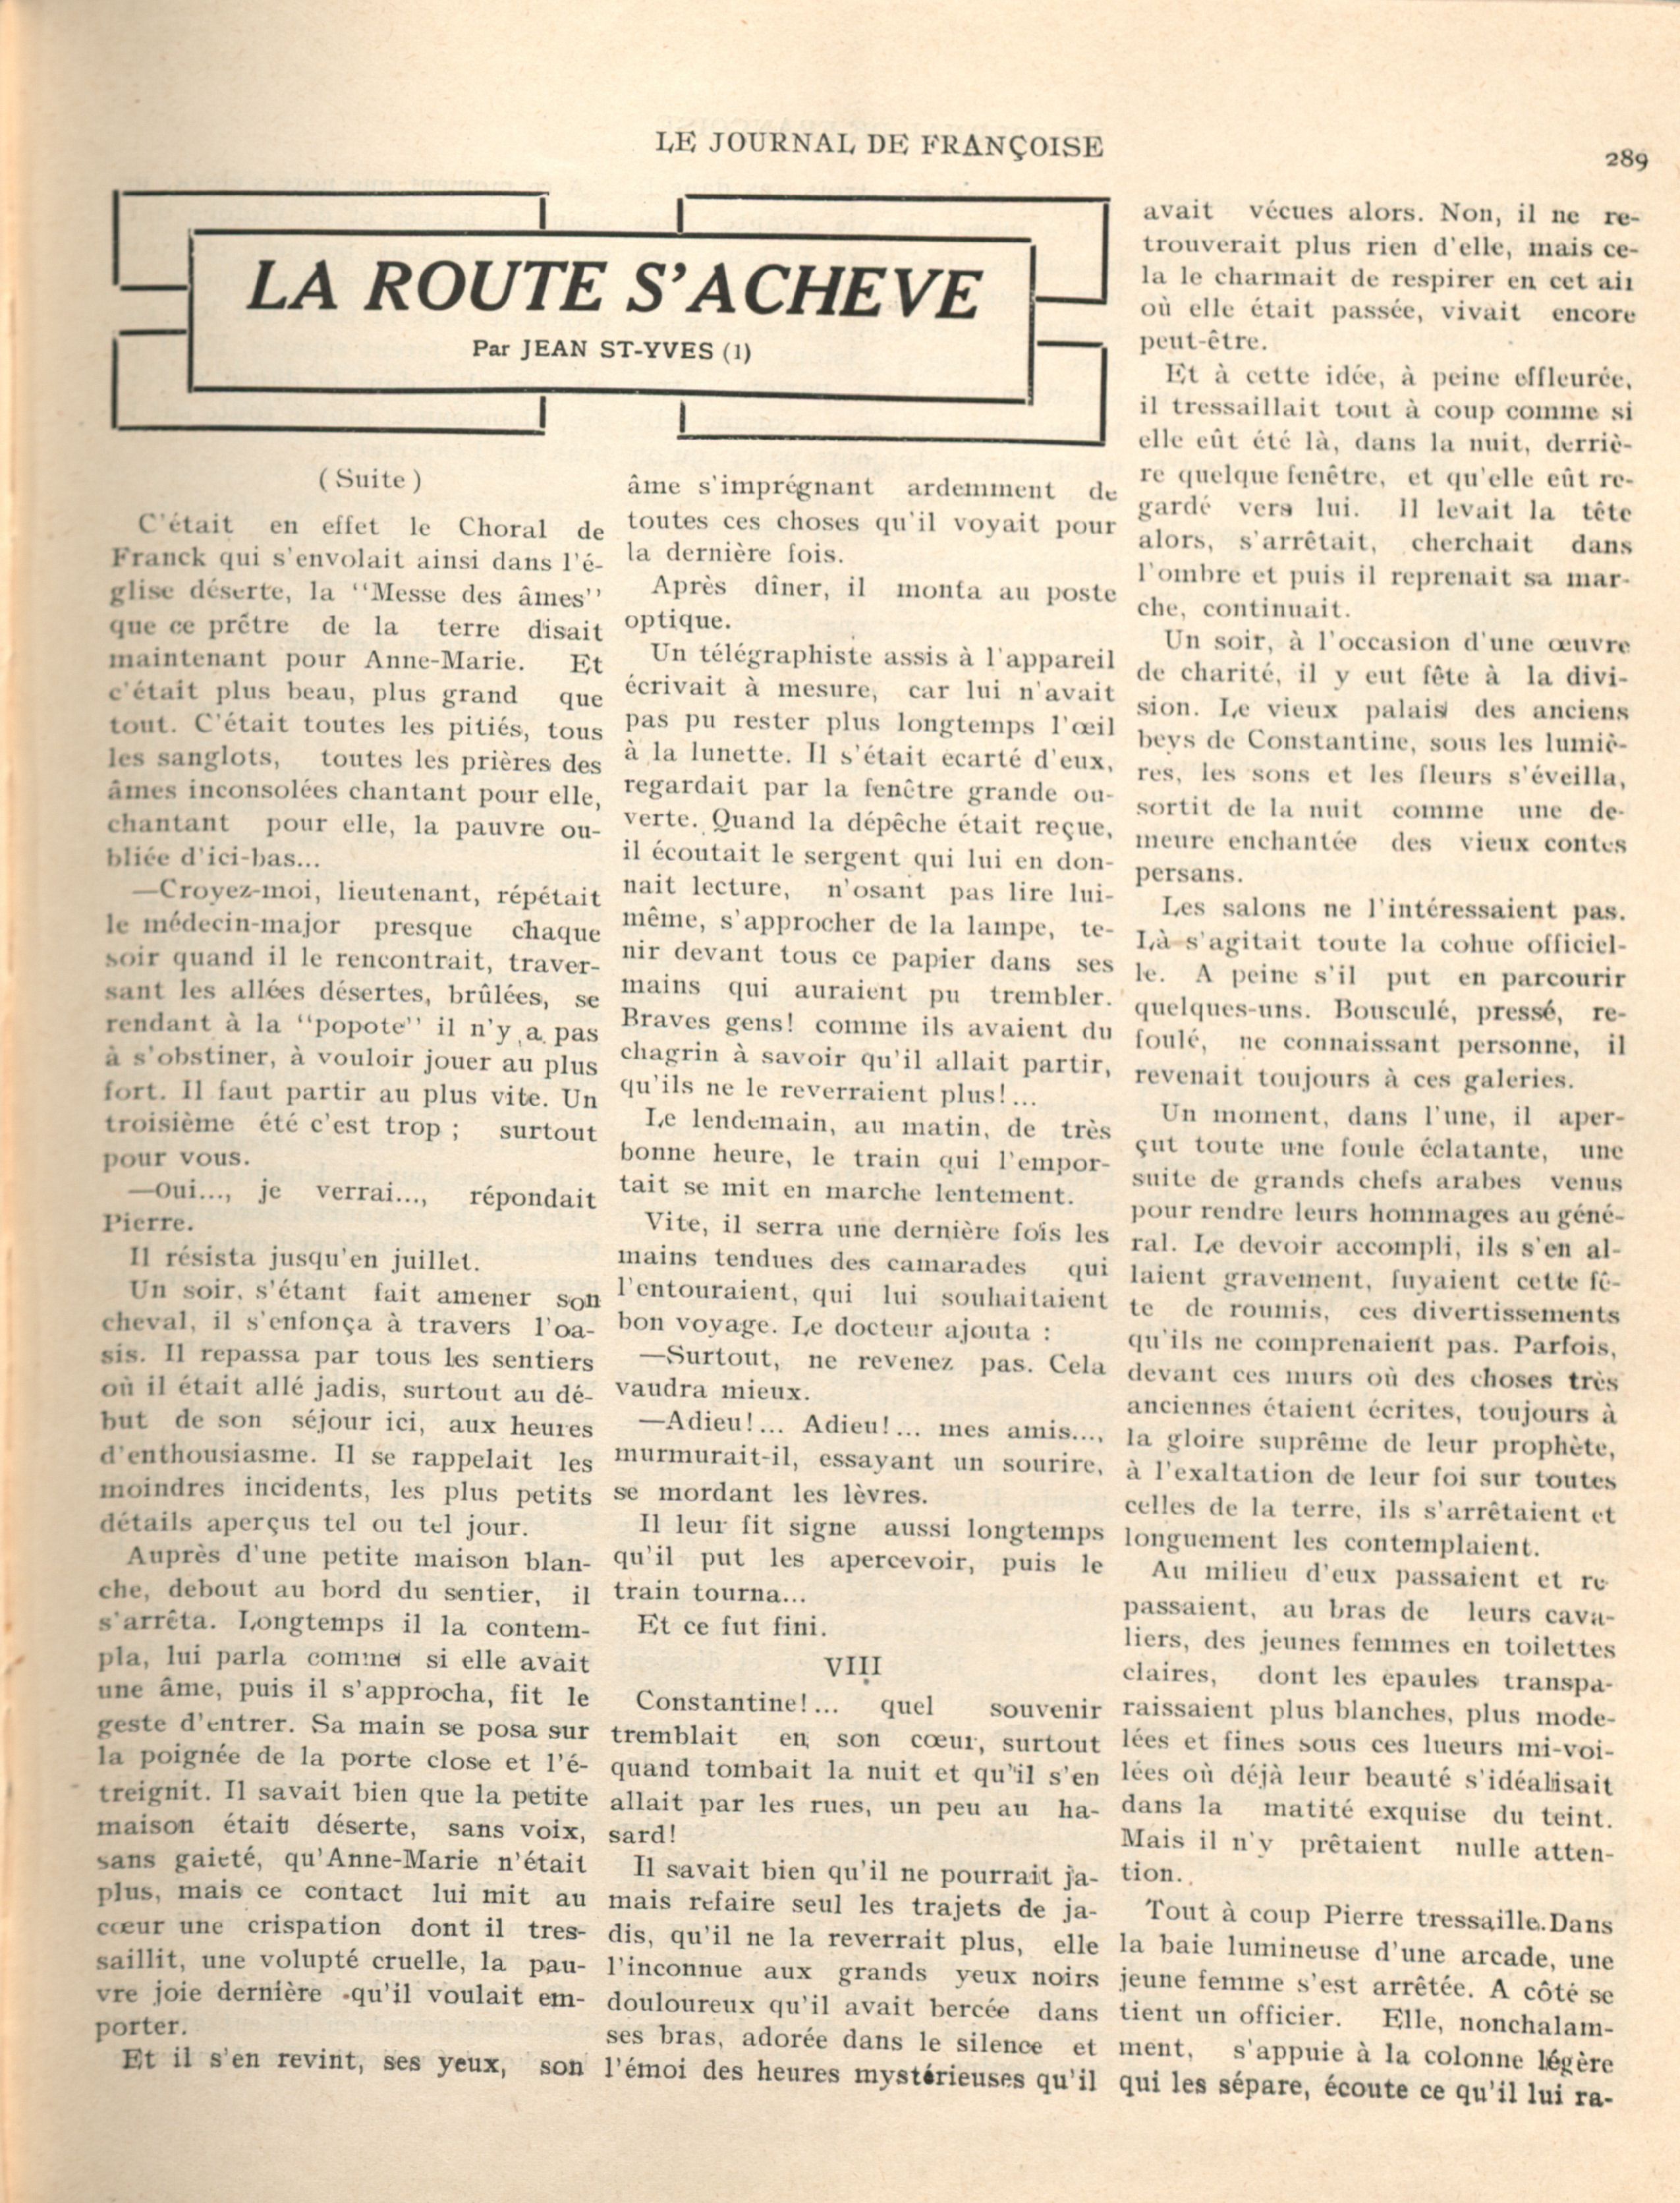 LE JOURNAL DE FRANÇOISE
289
LA ROUTE S'ACHEVE
Par JEAN ST-YVES (1)
(Suite)
C'était en effet le Choral de
Franck qui s'envolait ainsi dans l'é-
glise déserte, la "Messe des âmes"
que ce prêtre de la terre disait
maintenant pour Anne-Marie. Et
c'était plus beau, plus grand que
tout. C'était toutes les pitiés, tous
les sanglots, toutes les prières des
âmes inconsolées chantant pour elle,
chantant pour elle, la pauvre ou-
bliée d'ici-bas...
—Croyez-moi, lieutenant, répétait
le médecin-major presque chaque
soir quand il le rencontrait, traver-
sant les allées désertes, brûlées, se
rendant à la "popote" il n'y a pas
à s'obstiner, à vouloir jouer au plus
fort. Il faut partir au plus vite. Un
troisième été c'est trop ; surtout
pour vous.
—Oui..., je verrai..., répondait
Pierre.
Il résista jusqu'en juillet.
Un soir, s'étant fait amener son
cheval, il s'enfonça à travers l'oa-
sis. Il repassa par tous les sentiers
où il était allé jadis, surtout au dé-
but de son séjour ici, aux heures
d'enthousiasme. Il se rappelait les
moindres incidents, les plus petits
détails aperçus tel ou tel jour.
Auprès d'une petite maison blan-
che, debout au bord du sentier, il
s'arrêta. Longtemps il la contem-
pla, lui parla comme si elle avait
une âme, puis il s'approcha, fit le
geste d'entrer. Sa main se posa sur
la poignée de la porte close et l'é-
treignit. Il savait bien que la petite
maison était déserte, sans voix,
sans gaieté, qu'Anne-Marie n'était
plus, mais ce contact lui mit au
cœur une crispation dont il tres-
saillit, une volupté cruelle, la pau-
vre joie dernière qu'il voulait em-
porter.
Et il s'en revint, ses yeux, son
âme s'imprégnant ardemment de
toutes ces choses qu'il voyait pour
la dernière fois.
Après dîner, il monta au poste
optique.
Un télégraphiste assis à l'appareil
écrivait à mesure, car lui n'avait
pas pu rester plus longtemps l'œil
à la lunette. Il s'était ecarté d'eux,
regardait par la fenêtre grande ou-
verte. Quand la dépêche était reçue,
il écoutait le sergent qui lui en don-
nait lecture, n'osant pas lire lui-
même, s'approcher de la lampe, te-
nir devant tous ce papier dans ses
mains qui auraient pu trembler.
Braves gens! comme ils avaient du
chagrin à savoir qu'il allait partir,
qu'ils ne le reverraient plus!...
Le lendemain, au matin, de très
bonne heure, le train qui l'empor-
tait se mit en marche lentement.
Vite, il serra une dernière fois les
mains tendues des camarades qui
l'entouraient, qui lui souhaitaient
bon voyage. Le docteur ajouta :
—Surtout, ne revenez pas. Cela
vaudra mieux.
—Adieu!... Adieu!... mes amis...,
murmurait-il, essayant un sourire,
se mordant les lèvres.
Il leur fit signe aussi longtemps
qu'il put les apercevoir, puis le
train tourna...
Et ce fut fini.
VIII
Constantine!... quel souvenir
tremblait en son cœur, surtout
quand tombait la nuit et qu'il s'en
allait par les rues, un peu au ha-
sard!
Il savait bien qu'il ne pourrait ja-
mais refaire seul les trajets de ja-
dis, qu'il ne la reverrait plus, elle
l'inconnue aux grands yeux noirs
douloureux qu'il avait bercée dans
ses bras, adorée dans le silence et
l'émoi des heures mystérieuses qu'il
avait vécues alors. Non, il ne re-
trouverait plus rien d'elle, mais ce-
la le charmait de respirer en cet air
où elle était passée, vivait encore
peut-être.
Et à cette idée, à peine effleurée,
il tressaillait tout à coup comme si
elle eût été là, dans la nuit, derriè-
re quelque fenêtre, et qu'elle eût re-
gardé vers lui. Il levait la tête
alors, s'arrêtait, cherchait dans
l'ombre et puis il reprenait sa mar-
che, continuait.
Un soir, à l'occasion d'une œuvre
de charité, il y eut fête à la divi-
sion. Le vieux palais des anciens
beys de Constantine, sous les lumiè-
res, les sons et les fleurs s'éveilla,
sortit de la nuit comme une de-
meure enchantée des vieux contes
persans.
Les salons ne l'intéressaient pas.
Là s'agitait toute la cohue officiel-
le. A peine s'il put en parcourir
quelques-uns. Bousculé, pressé, re-
foulé, ne connaissant personne, il
revenait toujours à ces galeries.
Un moment, dans l'une, il aper-
çut toute une foule éclatante, une
suite de grands chefs arabes venus
pour rendre leurs hommages au géné-
ral. Le devoir accompli, ils s'en al-
laient gravement, fuyaient cette fê-
te de roumis, ces divertissements
qu'ils ne comprenaient pas. Parfois,
devant ces murs où des choses très
anciennes étaient écrites, toujours à
la gloire suprême de leur prophète,
à l'exaltation de leur foi sur toutes
celles de la terre, ils s'arrêtaient et
longuement les contemplaient.
Au milieu d'eux passaient et re
passaient, au bras de leurs cava-
liers, des jeunes femmes en toilettes
claires, dont les epaules transpa-
raissaient plus blanches, plus mode-
lées et fines sous ces lueurs mi-voi-
lées où déjà leur beauté s'idéalisait
dans la matité exquise du teint.
Mais il n'y prêtaient nulle atten-
tion.
Tout à coup Pierre tressaille. Dans
la baie lumineuse d'une arcade, une
jeune femme s'est arrêtée. A côté se
tient un officier. Elle, nonchalam-
ment, s'appuie à la colonne légère
qui les sépare, écoute ce qu'il lui ra-